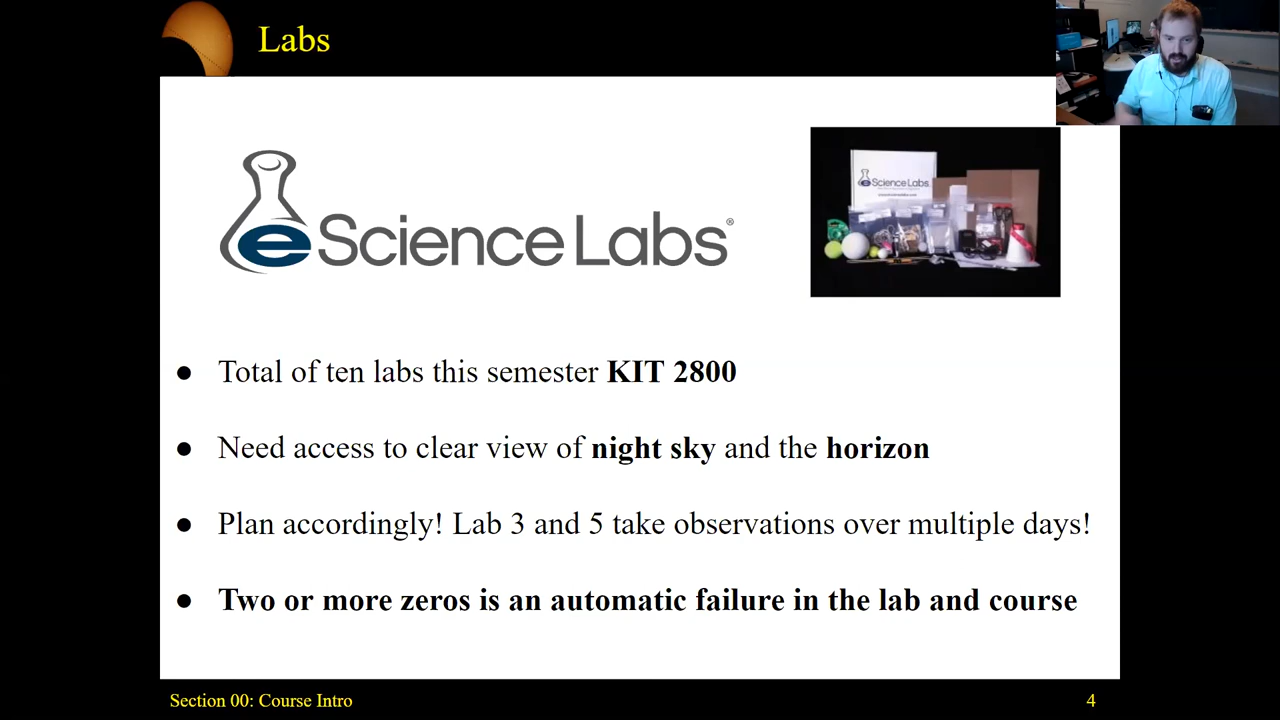 Labs
eScience Labs®
eScience Labs
● Total of ten labs this semester KIT 2800
● Need access to clear view of night sky and the horizon
● Plan accordingly! Lab 3 and 5 take observations over multiple days!
● Two or more zeros is an automatic failure in the lab and course
Section 00: Course Intro
4